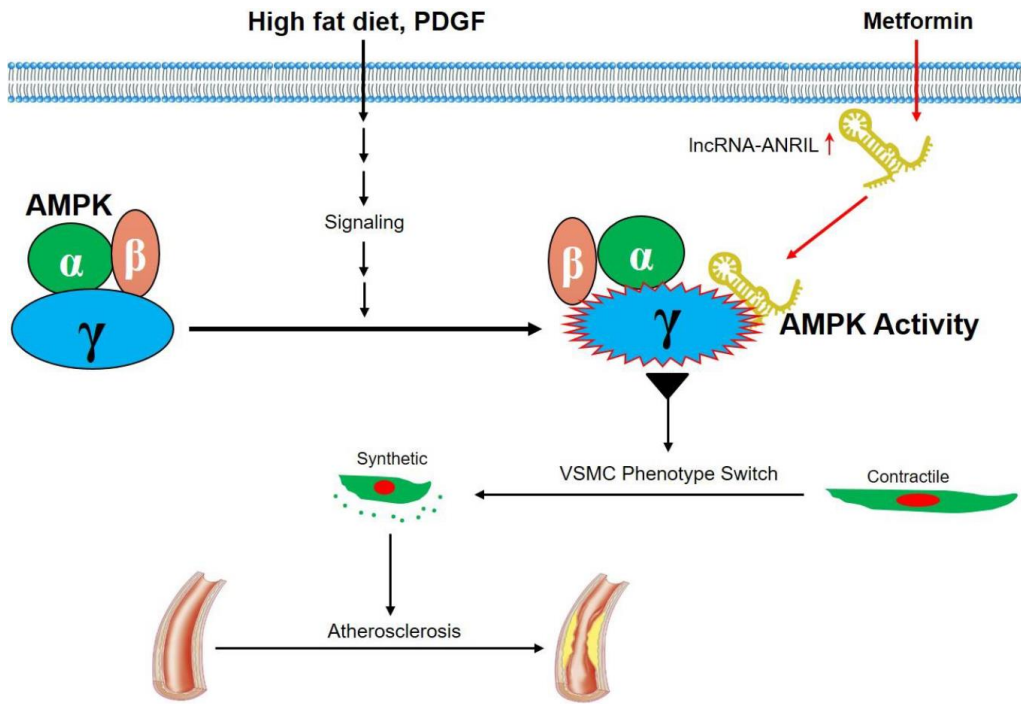 High fat diet, PDGF
Metformin
lncRNA-ANRIL ↑
AMPK
α
β
γ
Signaling
β
α
γ
AMPK Activity
VSMC Phenotype Switch
Synthetic
Contractile
Atherosclerosis